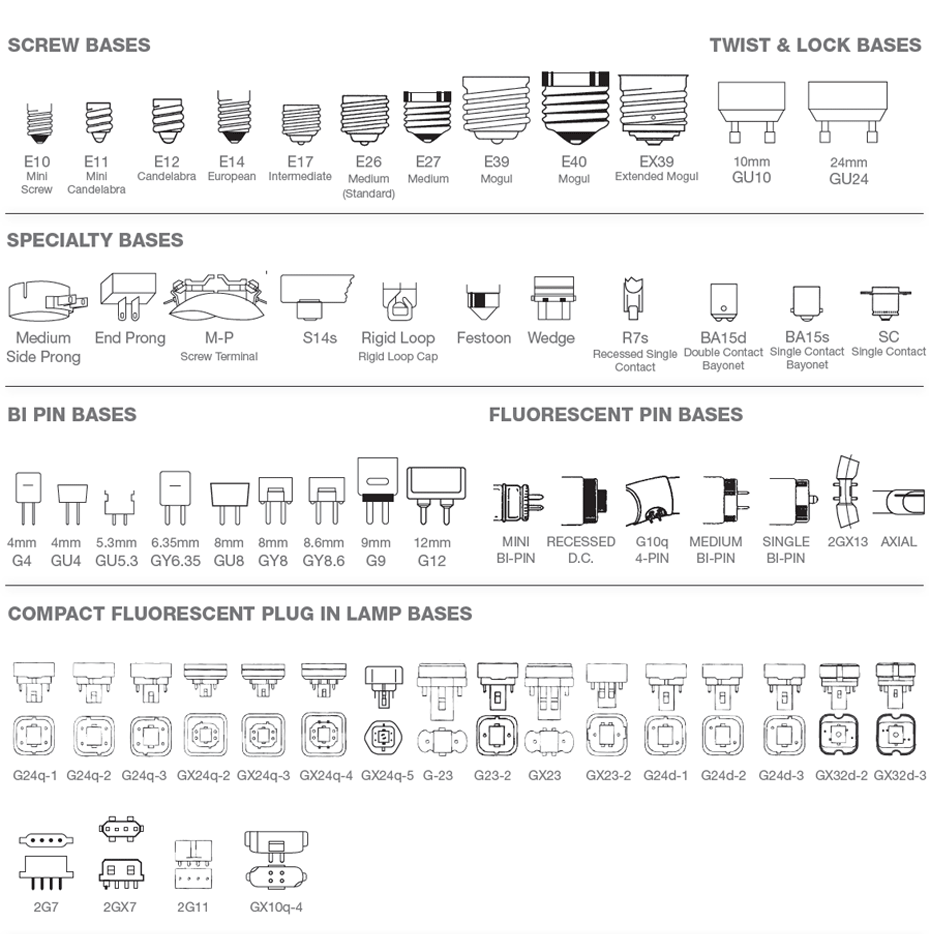 SCREW BASES
TWIST & LOCK BASES
E10
Mini
Screw
E11
Mini
Candelabra
E12
Candelabra
E14
European
E17
Intermediate
E26
Medium
(Standard)
E27
Medium
E39
Mogul
E40
Mogul
EX39
Extended Mogul
10mm
GU10
24mm
GU24
SPECIALTY BASES
Medium
Side Prong
End Prong
M-P
Screw Terminal
S14s
Rigid Loop
Rigid Loop Cap
Festoon
Wedge
R7s
Recessed Single
Contact
BA15d
Double Contact
Bayonet
BA15s
Single Contact
Bayonet
SC
Single Contact
BI PIN BASES
4mm
G4
4mm
GU4
5.3mm
GU5.3
6.35mm
GY6.35
8mm
GU8
8mm
GY8
8.6mm
GY8.6
9mm
G9
12mm
G12
FLUORESCENT PIN BASES
MINI
BI-PIN
RECESSED
D.C.
G10q
4-PIN
MEDIUM
BI-PIN
SINGLE
BI-PIN
2GX13
AXIAL
COMPACT FLUORESCENT PLUG IN LAMP BASES
G24q-1
G24q-2
G24q-3
GX24q-2
GX24q-3
GX24q-4
GX24q-5
G-23
G23-2
GX23
GX23-2
G24d-1
G24d-2
G24d-3
GX32d-2
GX32d-3
2G7
2GX7
2G11
GX10q-4